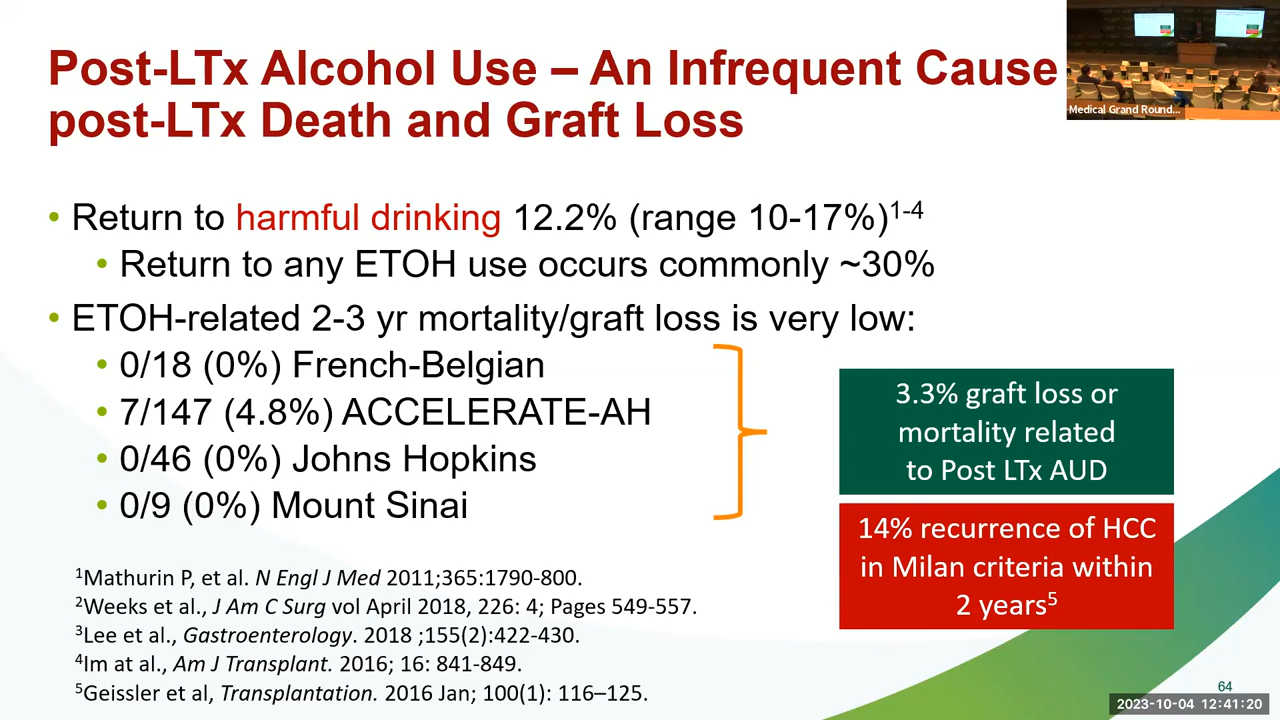 Post-LTx Alcohol Use – An Infrequent Cause
post-LTx Death and Graft Loss
Medical Grand Round...
• Return to harmful drinking 12.2% (range 10-17%)1-4
• Return to any ETOH use occurs commonly ~30%
• ETOH-related 2-3 yr mortality/graft loss is very low:
• 0/18 (0%) French-Belgian
• 7/147 (4.8%) ACCELERATE-AH
• 0/46 (0%) Johns Hopkins
• 0/9 (0%) Mount Sinai
3.3% graft loss or
mortality related
to Post LTx AUD
14% recurrence of HCC
in Milan criteria within
2 years5
1Mathurin P, et al. N Engl J Med 2011;365:1790-800.
2Weeks et al., J Am C Surg vol April 2018, 226: 4; Pages 549-557.
3Lee et al., Gastroenterology. 2018 ;155(2):422-430.
4Im at al., Am J Transplant. 2016; 16: 841-849.
5Geissler et al, Transplantation. 2016 Jan; 100(1): 116–125.
64
2023-10-04 12:41:20